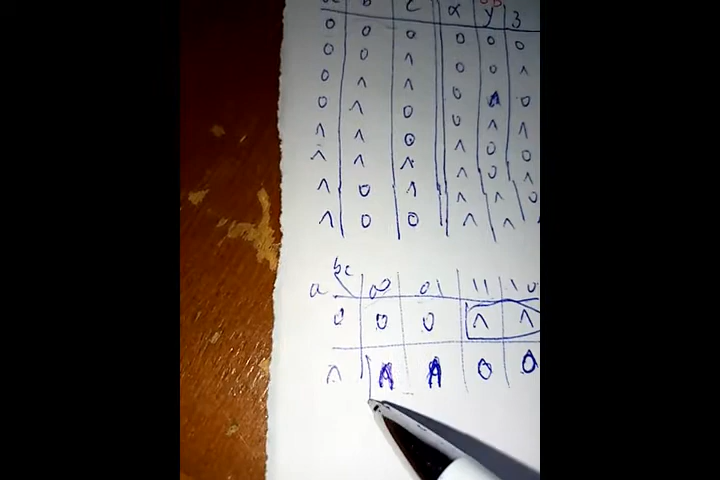 a b c x y z
0 0 0 0 0 0
0 0 1 0 0 1
0 1 1 0 1 0
0 1 0 0 1 1
1 1 0 1 0 0
1 1 1 1 0 1
1 0 1 1 1 0
1 0 0 1 1
bc
a 00 01 11 10
0 0 0 1 1
1 1 1 0 0